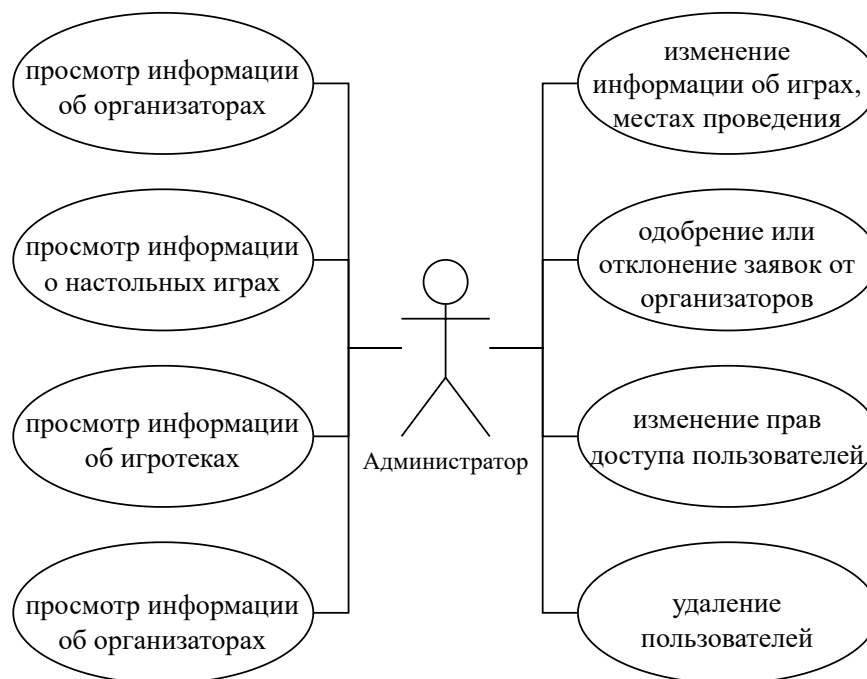 просмотр информации
об организаторах
просмотр информации
о настольных играх
просмотр информации
об игротеках
просмотр информации
об организаторах
Администратор
изменение
информации об играх,
местах проведения
одобрение или
отклонение заявок от
организаторов
изменение прав
доступа пользователей
удаление
пользователей